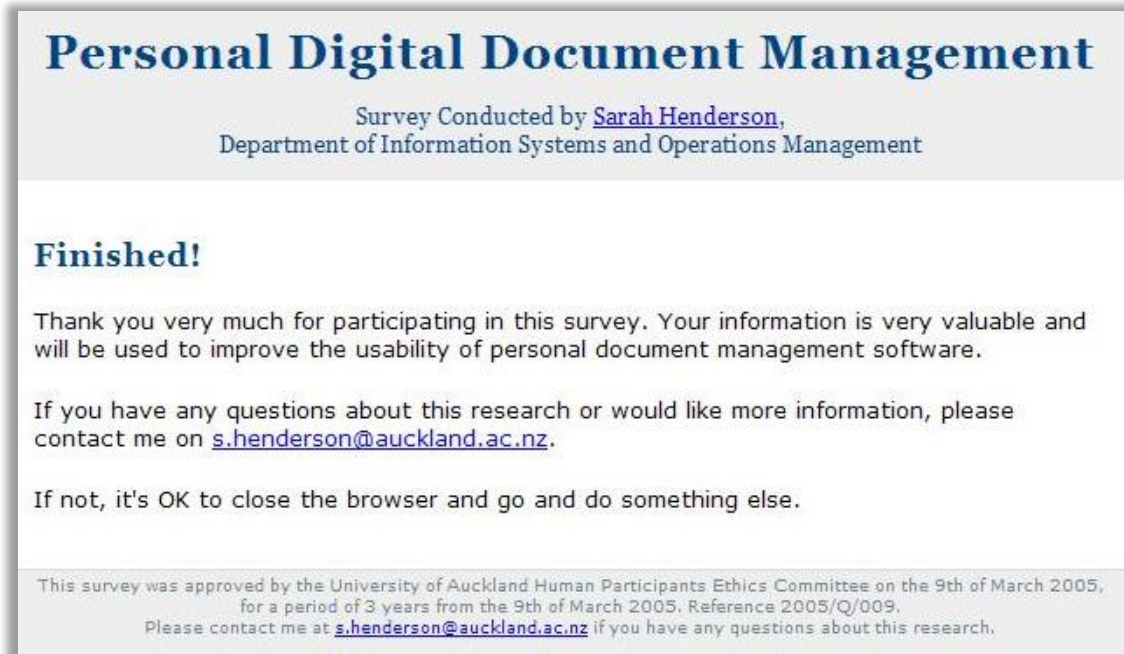 Personal Digital Document Management
Survey Conducted by Sarah Henderson,
Department of Information Systems and Operations Management
Finished!
Thank you very much for participating in this survey. Your information is very valuable and
will be used to improve the usability of personal document management software.
If you have any questions about this research or would like more information, please
contact me on s.henderson@auckland.ac.nz.
If not, it's OK to close the browser and go and do something else.
This survey was approved by the University of Auckland Human Participants Ethics Committee on the 9th of March 2005,
for a period of 3 years from the 9th of March 2005. Reference 2005/Q/009.
Please contact me at s.henderson@auckland.ac.nz if you have any questions about this research.